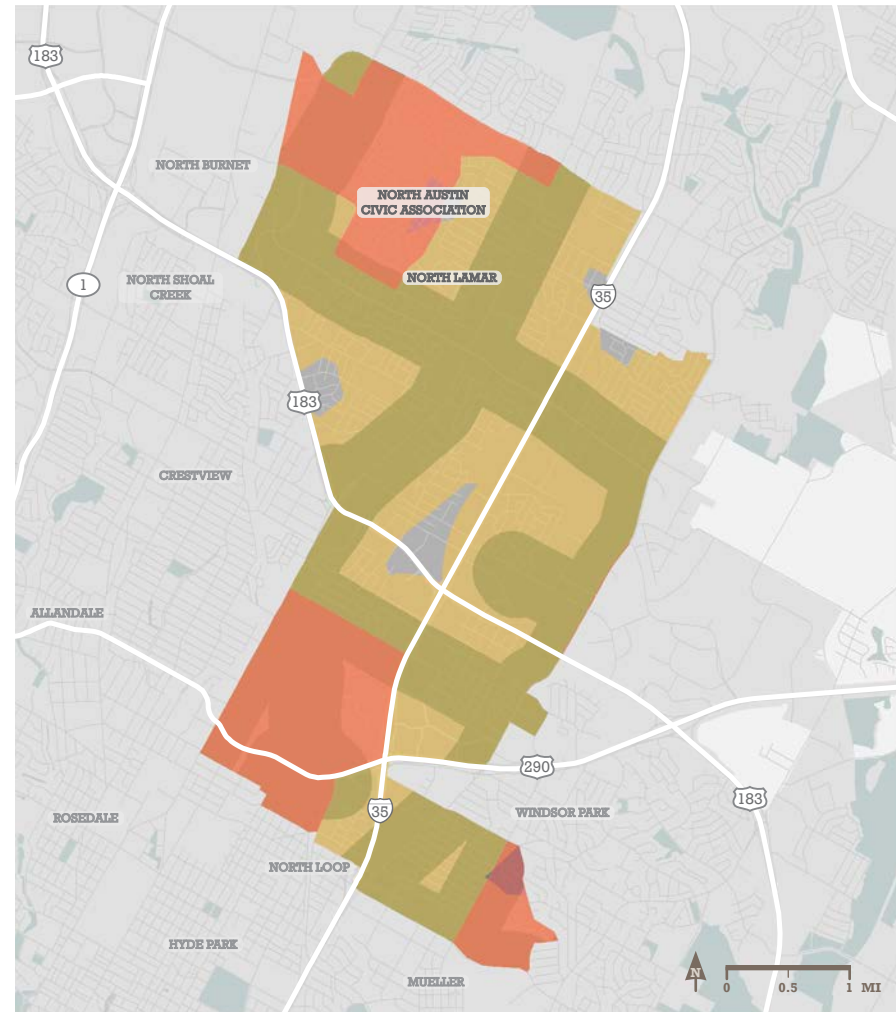 183
NORTH BURNET
NORTH AUSTIN
CIVIC ASSOCIATION
NORTH LAMAR
1
NORTH SHOAL
CREEK
35
183
CRESTVIEW
ALLANDALE
290
183
35
WINDSOR PARK
ROSEDALE
NORTH LOOP
HYDE PARK
MUELLER
N
0 0.5 1 MI